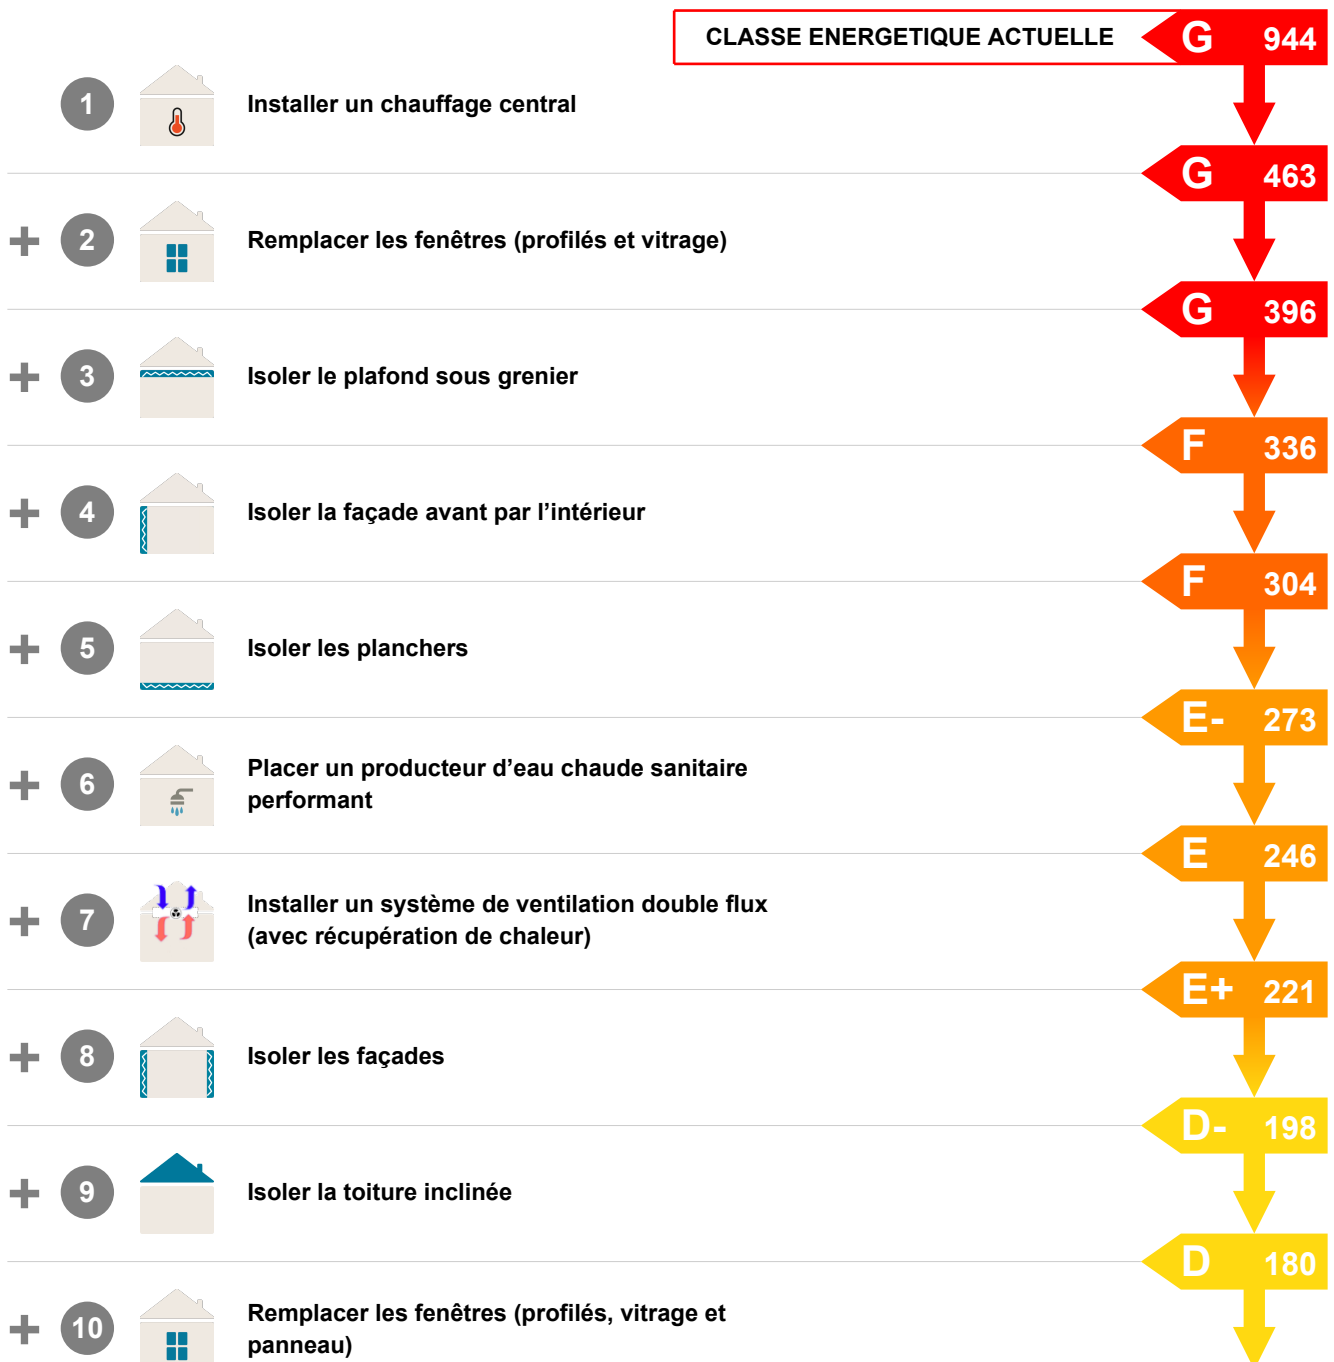 CLASSE ENERGETIQUE ACTUELLE G 944
1 Installer un chauffage central
G 463
+ 2 Remplacer les fenêtres (profilés et vitrage)
G 396
+ 3 Isoler le plafond sous grenier
F 336
+ 4 Isoler la façade avant par l’intérieur
F 304
+ 5 Isoler les planchers
E- 273
+ 6 Placer un producteur d’eau chaude sanitaire
performant
E 246
+ 7 Installer un système de ventilation double flux
(avec récupération de chaleur)
E+ 221
+ 8 Isoler les façades
D- 198
+ 9 Isoler la toiture inclinée
D 180
+ 10 Remplacer les fenêtres (profilés, vitrage et
panneau)